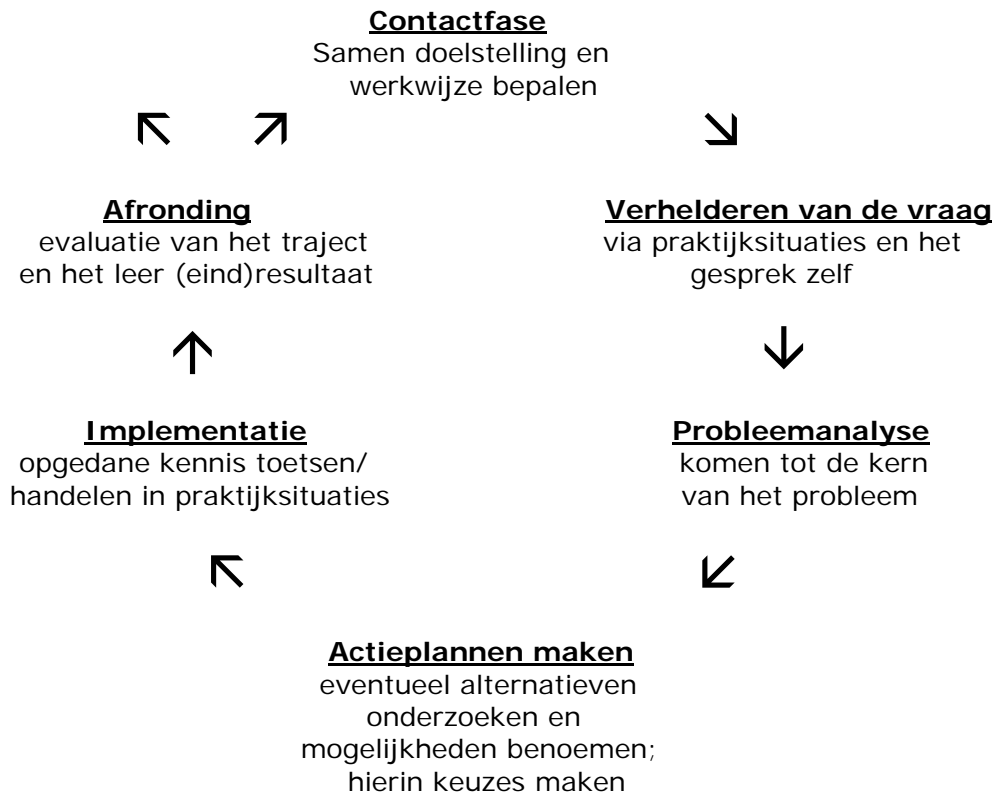 Contactfase
Samen doelstelling en
werkwijze bepalen
Verhelderen van de vraag
via praktijksituaties en het
gesprek zelf
Probleemanalyse
komen tot de kern
van het probleem
Actieplannen maken
eventueel alternatieven
onderzoeken en
mogelijkheden benoemen;
hierin keuzes maken
Implementatie
opgedane kennis toetsen/
handelen in praktijksituaties
Afronding
evaluatie van het traject
en het leer (eind)resultaat